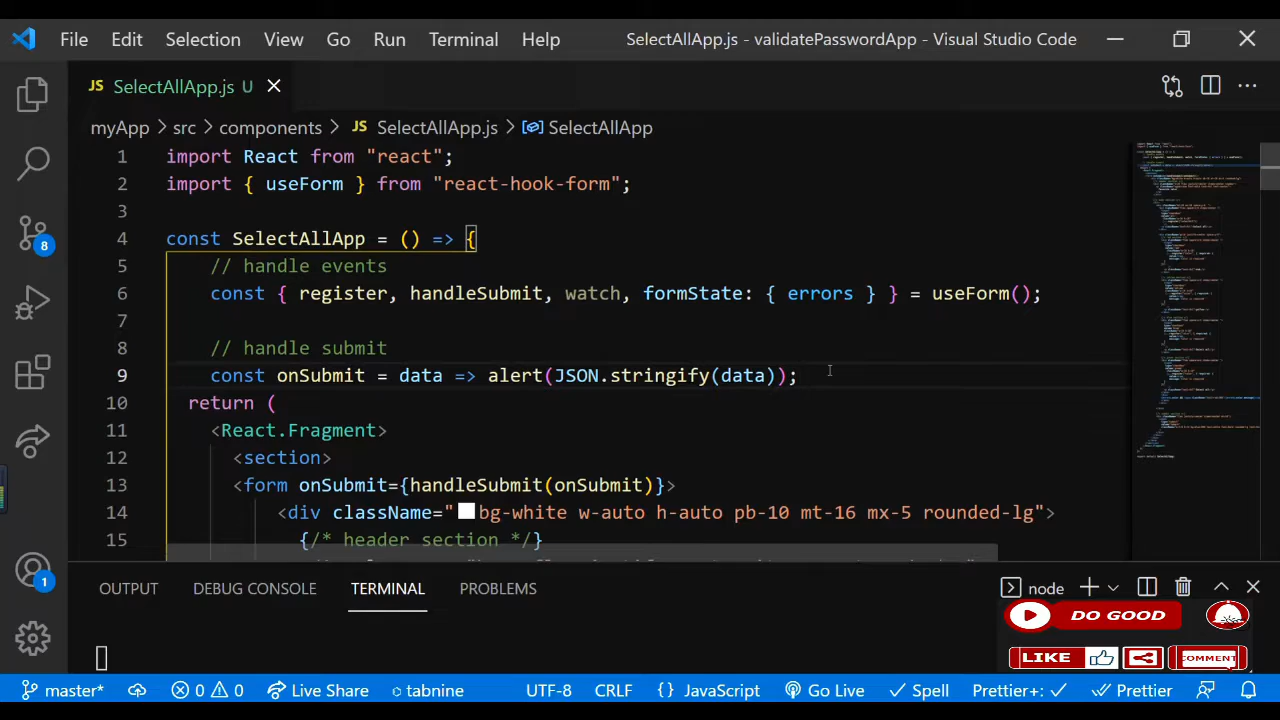 File Edit Selection View Go Run Terminal Help SelectAllApp.js - validatePasswordApp - Visual Studio Code
JS SelectAllApp.js U
myApp > src > components > JS SelectAllApp.js > SelectAllApp
1 import React from "react";
2 import { useForm } from "react-hook-form";
3
4 const SelectAllApp = () => {
5 // handle events
6 const { register, handleSubmit, watch, formState: { errors } } = useForm();
7
8 // handle submit
9 const onSubmit = data => alert(JSON.stringify(data));
10 return (
11 <React.Fragment>
12 <section>
13 <form onSubmit={handleSubmit(onSubmit)}>
14 <div className="bg-white w-auto h-auto pb-10 mt-16 mx-5 rounded-lg">
15 {/* header section */}
8
1
OUTPUT DEBUG CONSOLE TERMINAL PROBLEMS node
DO GOOD
LIKE COMMENT
master* 0 0 Live Share tabnine UTF-8 CRLF {} JavaScript Go Live Spell Prettier+: Prettier